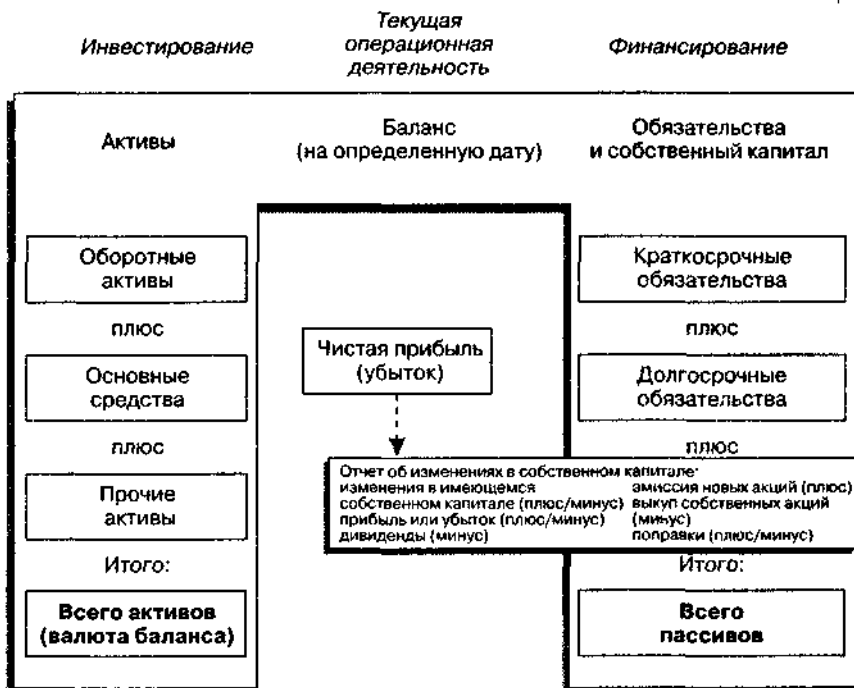 Инвестирование
Текущая
операционная
деятельность
Финансирование
Активы
Баланс
(на определенную дату)
Обязательства
и собственный капитал
Оборотные
активы
плюс
Основные
средства
плюс
Прочие
активы
Итого:
Всего активов
(валюта баланса)
Чистая прибыль
(убыток)
Краткосрочные
обязательства
плюс
Долгосрочные
обязательства
плюс
Отчет об изменениях в собственном капитале:
изменения в имеющемся
собственном капитале (плюс/минус)
прибыль или убыток (плюс/минус)
дивиденды (минус)
амиссия новых акций (плюс)
выкуп собственных акций
(минус)
поправки (плюс/минус)
Итого:
Всего
пассивов